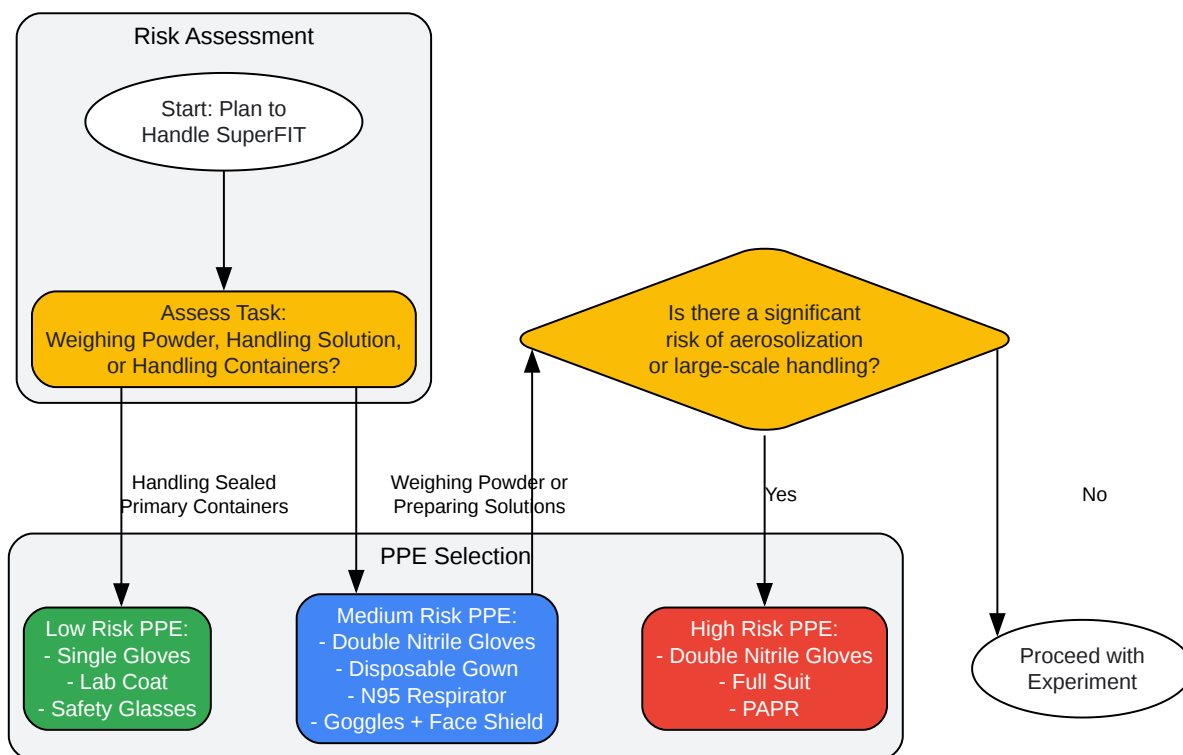 Risk Assessment
Start: Plan to
Handle SuperFIT
Assess Task:
Weighing Powder, Handling Solution,
or Handling Containers?
Is there a significant
risk of aerosolization
or large-scale handling?
Handling Sealed
Primary Containers
Weighing Powder or
Preparing Solutions
Yes
No
PPE Selection
Low Risk PPE:
- Single Gloves
- Lab Coat
- Safety Glasses
Medium Risk PPE:
- Double Nitrile Gloves
- Disposable Gown
- N95 Respirator
- Goggles + Face Shield
High Risk PPE:
- Double Nitrile Gloves
- Full Suit
- PAPR
Proceed with
Experiment